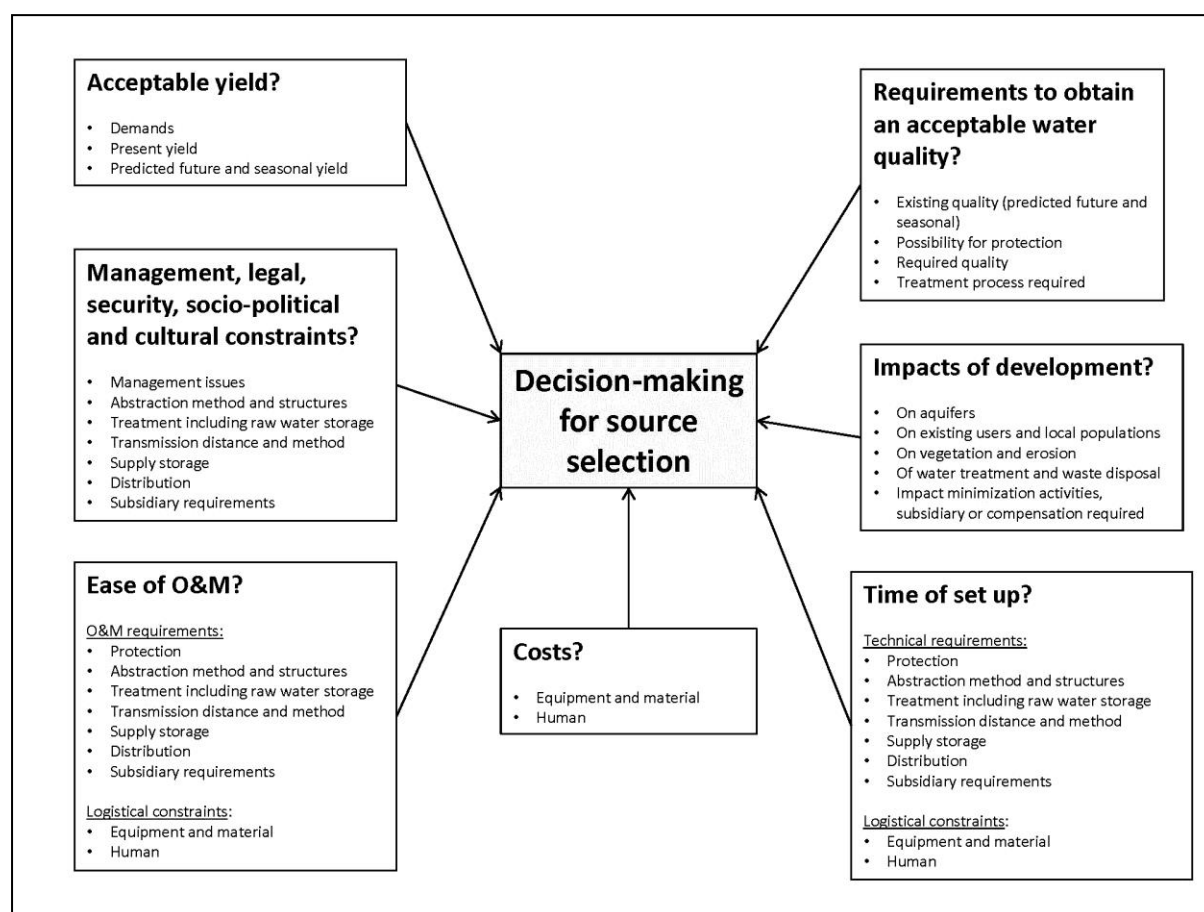 Acceptable yield?
• Demands
• Present yield
• Predicted future and seasonal yield
Requirements to obtain
an acceptable water
quality?
• Existing quality (predicted future and
seasonal)
• Possibility for protection
• Required quality
• Treatment process required
Management, legal,
security, socio-political
and cultural constraints?
• Management issues
• Abstraction method and structures
• Treatment including raw water storage
• Transmission distance and method
• Supply storage
• Distribution
• Subsidiary requirements
Decision-making
for source
selection
Impacts of development?
• On aquifers
• On existing users and local populations
• On vegetation and erosion
• Of water treatment and waste disposal
• Impact minimization activities,
subsidiary or compensation required
Ease of O&M?
O&M requirements:
• Protection
• Abstraction method and structures
• Treatment including raw water storage
• Transmission distance and method
• Supply storage
• Distribution
• Subsidiary requirements
Logistical constraints:
• Equipment and material
• Human
Costs?
• Equipment and material
• Human
Time of set up?
Technical requirements:
• Protection
• Abstraction method and structures
• Treatment including raw water storage
• Transmission distance and method
• Supply storage
• Distribution
• Subsidiary requirements
Logistical constraints:
• Equipment and material
• Human